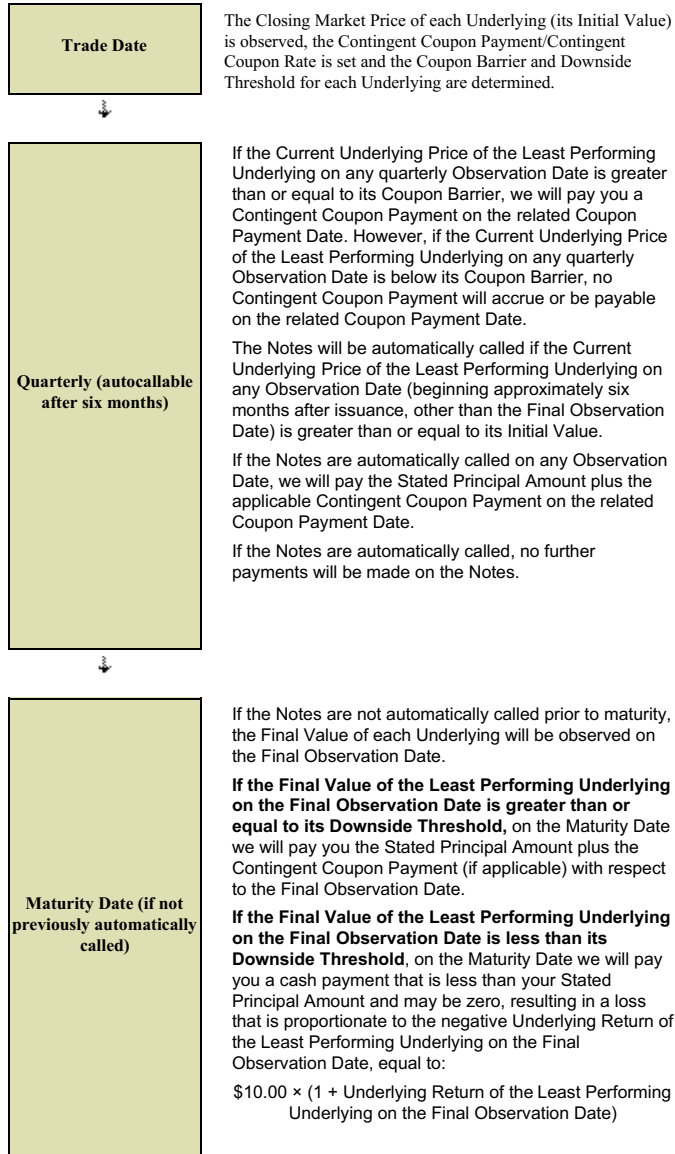 Trade Date
The Closing Market Price of each Underlying (its Initial Value)
is observed, the Contingent Coupon Payment/Contingent
Coupon Rate is set and the Coupon Barrier and Downside
Threshold for each Underlying are determined.
Quarterly (autocallable
after six months)
If the Current Underlying Price of the Least Performing
Underlying on any quarterly Observation Date is greater
than or equal to its Coupon Barrier, we will pay you a
Contingent Coupon Payment on the related Coupon
Payment Date. However, if the Current Underlying Price
of the Least Performing Underlying on any quarterly
Observation Date is below its Coupon Barrier, no
Contingent Coupon Payment will accrue or be payable
on the related Coupon Payment Date.
The Notes will be automatically called if the Current
Underlying Price of the Least Performing Underlying on
any Observation Date (beginning approximately six
months after issuance, other than the Final Observation
Date) is greater than or equal to its Initial Value.
If the Notes are automatically called on any Observation
Date, we will pay the Stated Principal Amount plus the
applicable Contingent Coupon Payment on the related
Coupon Payment Date.
If the Notes are automatically called, no further
payments will be made on the Notes.
Maturity Date (if not
previously automatically
called)
If the Notes are not automatically called prior to maturity,
the Final Value of each Underlying will be observed on
the Final Observation Date.
If the Final Value of the Least Performing Underlying
on the Final Observation Date is greater than or
equal to its Downside Threshold, on the Maturity Date
we will pay you the Stated Principal Amount plus the
Contingent Coupon Payment (if applicable) with respect
to the Final Observation Date.
If the Final Value of the Least Performing Underlying
on the Final Observation Date is less than its
Downside Threshold, on the Maturity Date we will pay
you a cash payment that is less than your Stated
Principal Amount and may be zero, resulting in a loss
that is proportionate to the negative Underlying Return of
the Least Performing Underlying on the Final
Observation Date, equal to:
$10.00 × (1 + Underlying Return of the Least Performing
Underlying on the Final Observation Date)